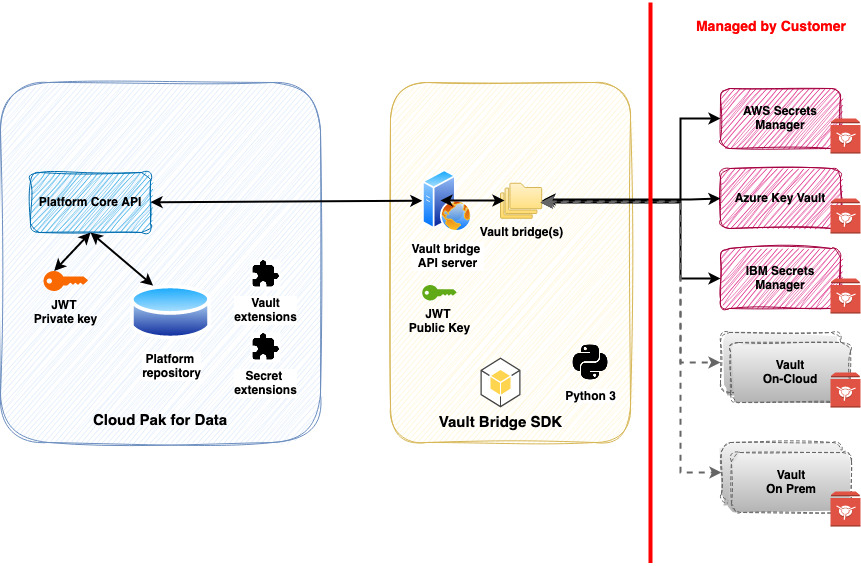 Managed by Customer
AWS Secrets
Manager
Platform Core API
Azure Key Vault
Vault bridge(s)
Vault bridge
API server
IBM Secrets
Manager
JWT
Private key
Vault
extensions
JWT
Public Key
Platform
repository
Secret
extensions
Vault
On-Cloud
Python 3
Cloud Pak for Data
Vault Bridge SDK
Vault
On Prem